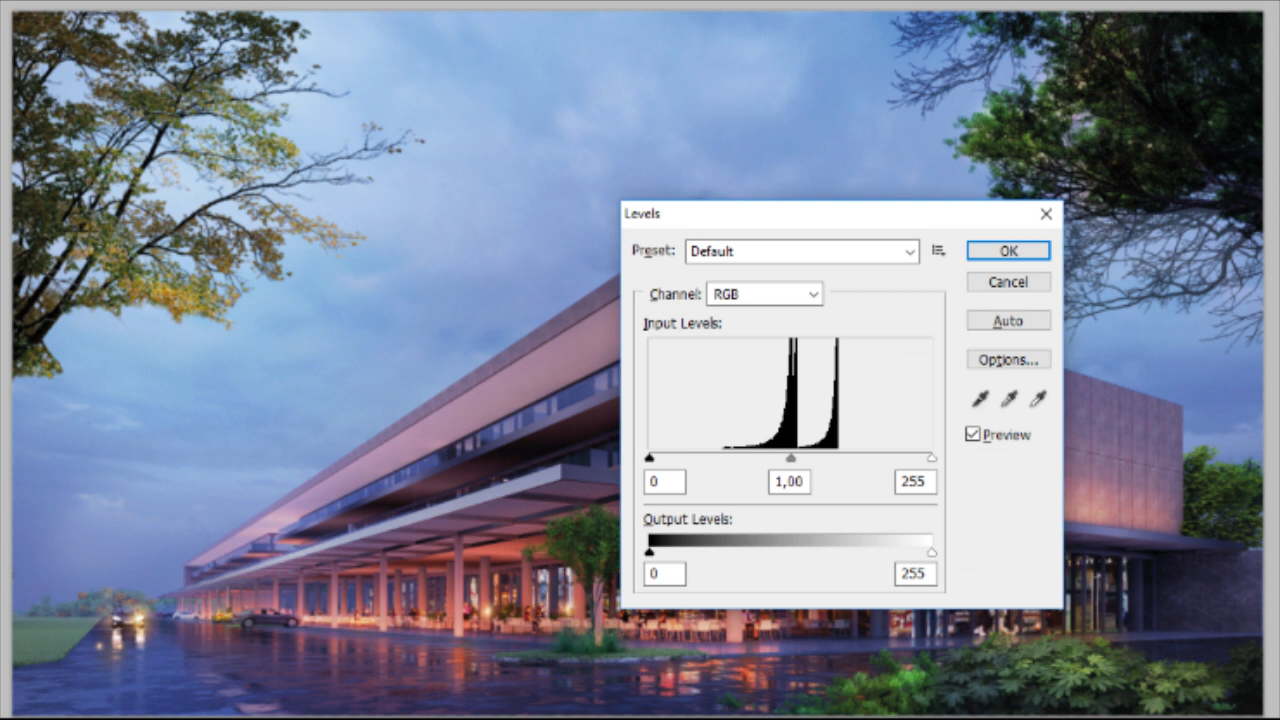 Levels
Preset: Default
OK
Channel: RGB
Cancel
Input Levels:
Auto
Options...
Preview
0 1,00 255
Output Levels:
0 255